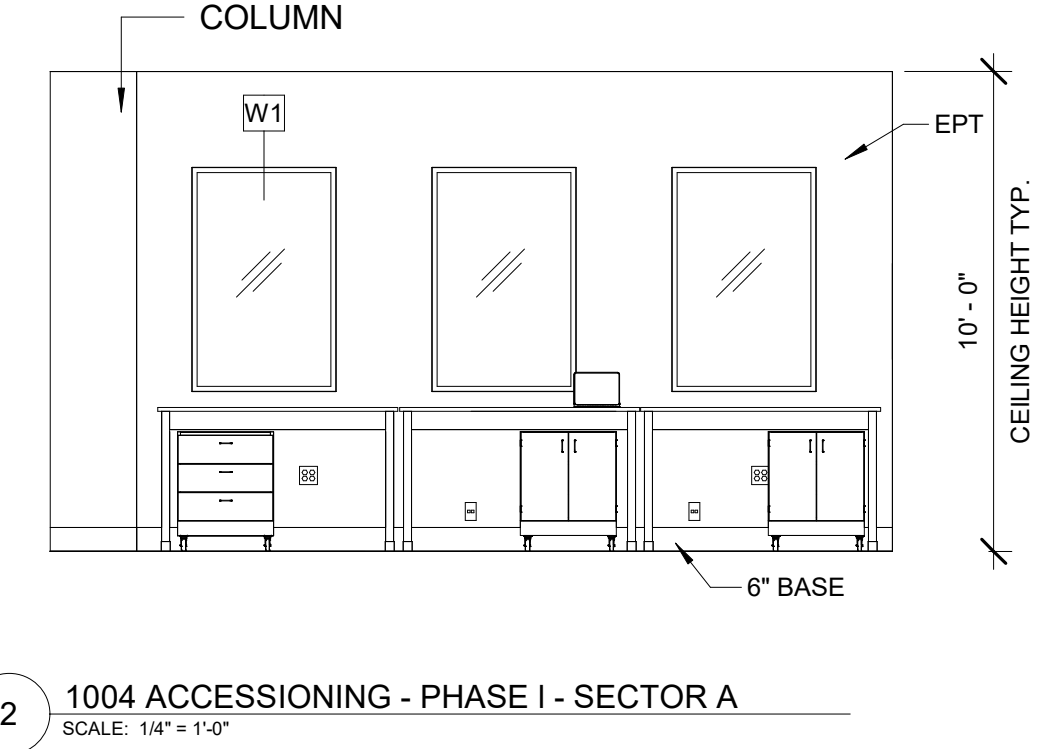 COLUMN
W1
EPT
10' - 0"
CEILING HEIGHT TYP.
6" BASE
2
1004 ACCESSIONING - PHASE I - SECTOR A
SCALE: 1/4" = 1'-0"